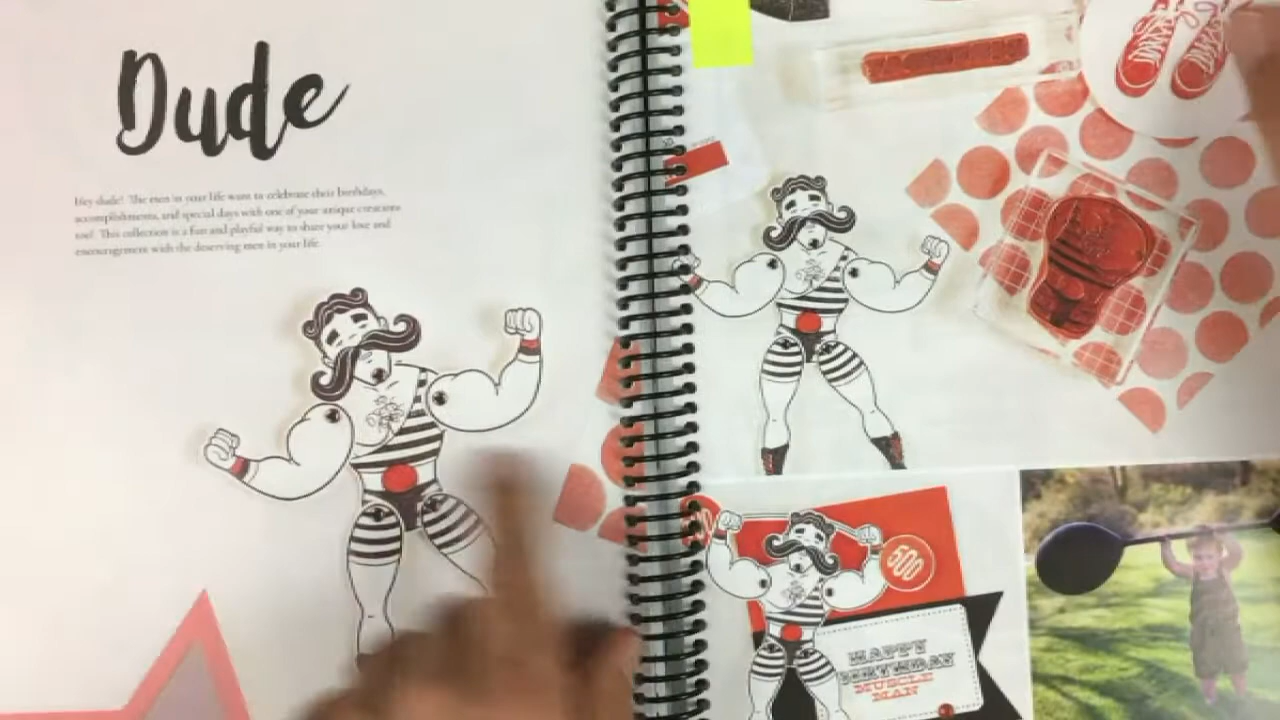 Dude
Hey dude! The men in your life want to celebrate their birthdays,
accomplishments, and special days with one of your unique creations
too! This collection is a fun and playful way to share your love and
encouragement with the deserving men in your life.
500
HAPPY
BIRTHDAY
MUSCLE
MAN